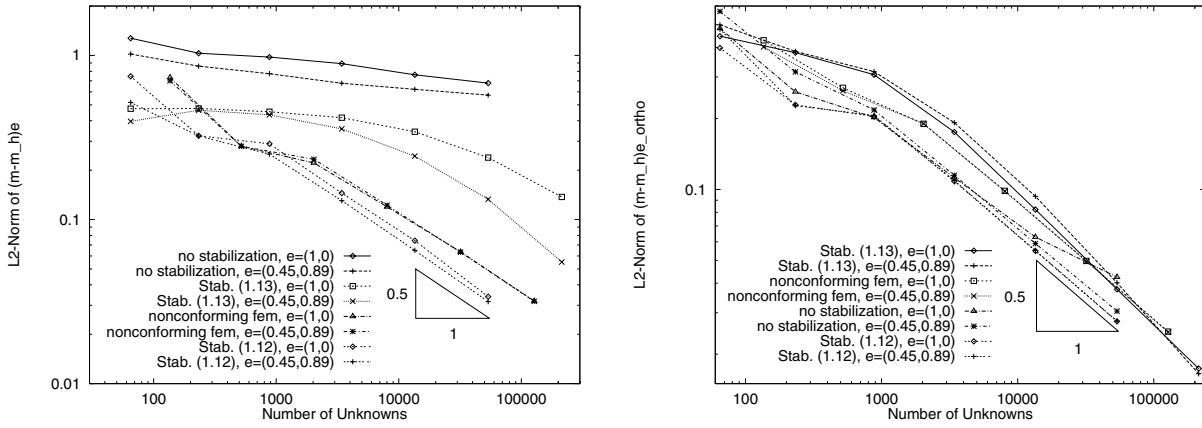 L2-Norm of (m-m_h)e
1
0.1
0.01
100
1000
10000
100000
Number of Unknowns
no stabilization, e=(1,0)
no stabilization, e=(0.45,0.89)
Stab. (1.13), e=(1,0)
Stab. (1.13), e=(0.45,0.89)
nonconforming fem, e=(1,0)
nonconforming fem, e=(0.45,0.89)
Stab. (1.12), e=(1,0)
Stab. (1.12), e=(0.45,0.89)
0.5
1
L2-Norm of (m-m_h)e_ortho
0.1
100
1000
10000
100000
Number of Unknowns
Stab. (1.13), e=(1,0)
Stab. (1.13), e=(0.45,0.89)
nonconforming fem, e=(1,0)
nonconforming fem, e=(0.45,0.89)
no stabilization, e=(1,0)
no stabilization, e=(0.45,0.89)
Stab. (1.12), e=(1,0)
Stab. (1.12), e=(0.45,0.89)
0.5
1